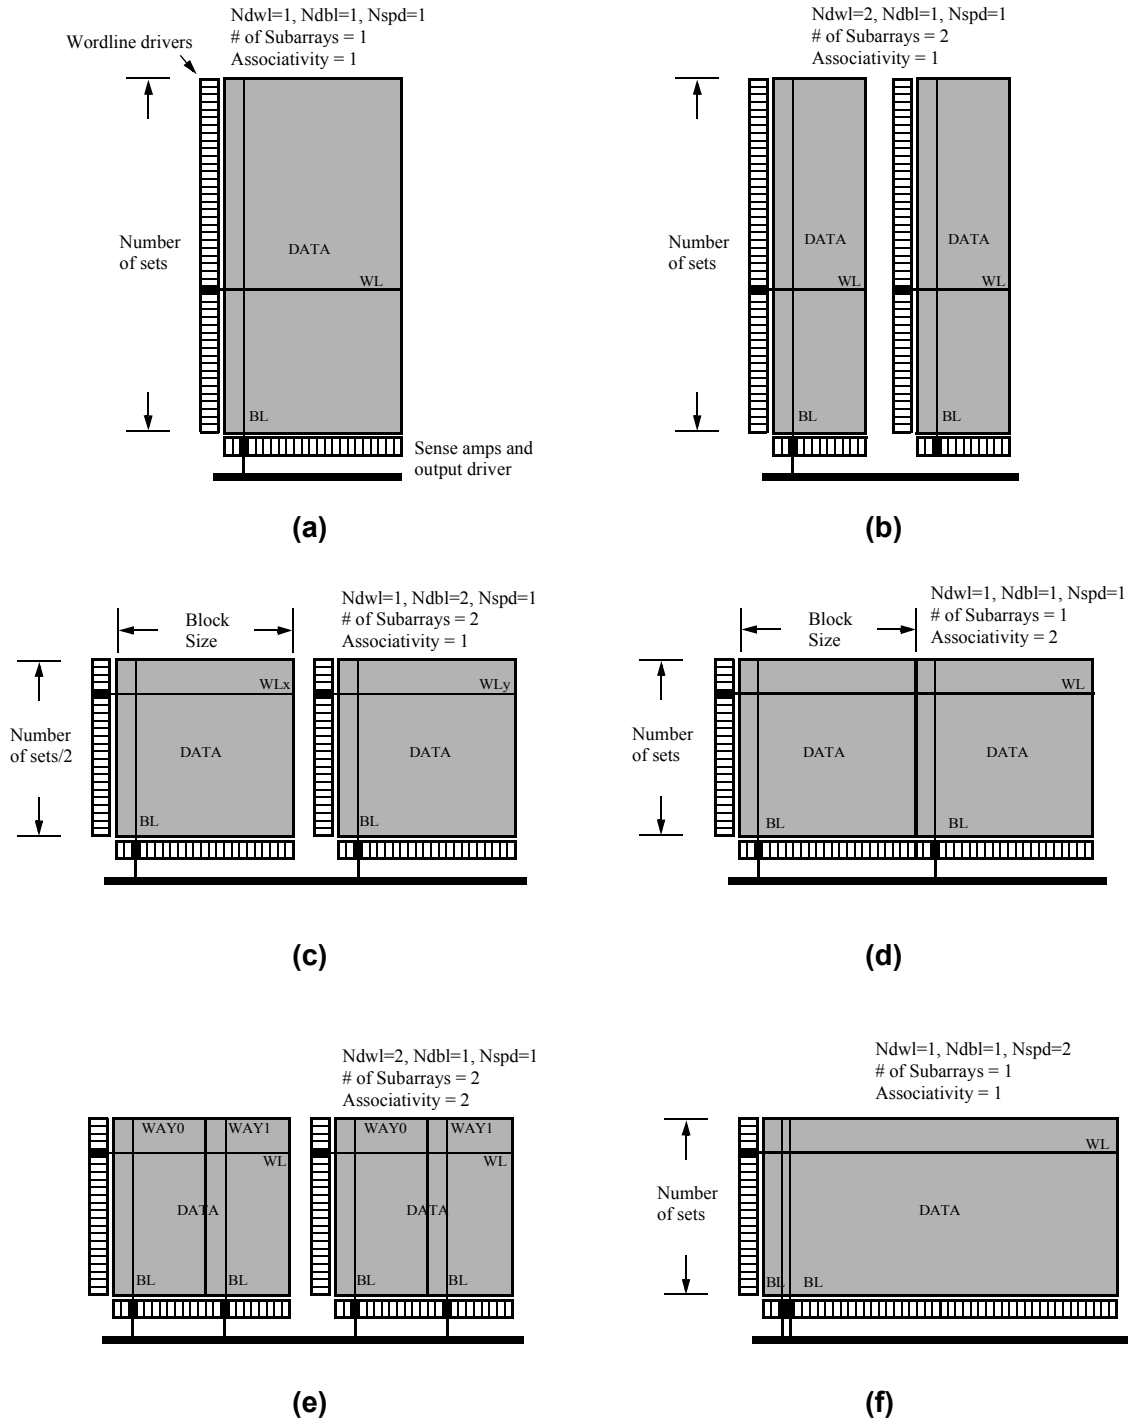 Ndwl=1, Ndbl=1, Nspd=1
# of Subarrays = 1
Associativity = 1
Wordline drivers
Number
of sets
DATA
WL
BL
Sense amps and
output driver
(a)
Ndwl=2, Ndbl=1, Nspd=1
# of Subarrays = 2
Associativity = 1
Number
of sets
DATA
DATA
WL
WL
BL
BL
(b)
Ndwl=1, Ndbl=2, Nspd=1
# of Subarrays = 2
Associativity = 1
Block
Size
WLx
WLy
Number
of sets/2
DATA
DATA
BL
BL
(c)
Ndwl=1, Ndbl=1, Nspd=1
# of Subarrays = 1
Associativity = 2
Block
Size
WL
Number
of sets
DATA
DATA
BL
BL
(d)
Ndwl=2, Ndbl=1, Nspd=1
# of Subarrays = 2
Associativity = 2
WAY0
WAY1
WAY0
WAY1
WL
WL
DATA
DATA
BL
BL
BL
BL
(e)
Ndwl=1, Ndbl=1, Nspd=2
# of Subarrays = 1
Associativity = 1
WL
Number
of sets
DATA
BL
BL
(f)